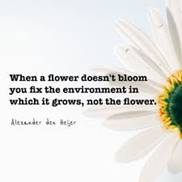 When a flower doesn't bloom
you fix the environment in
which it grows, not the flower.
Alexander den Heijer